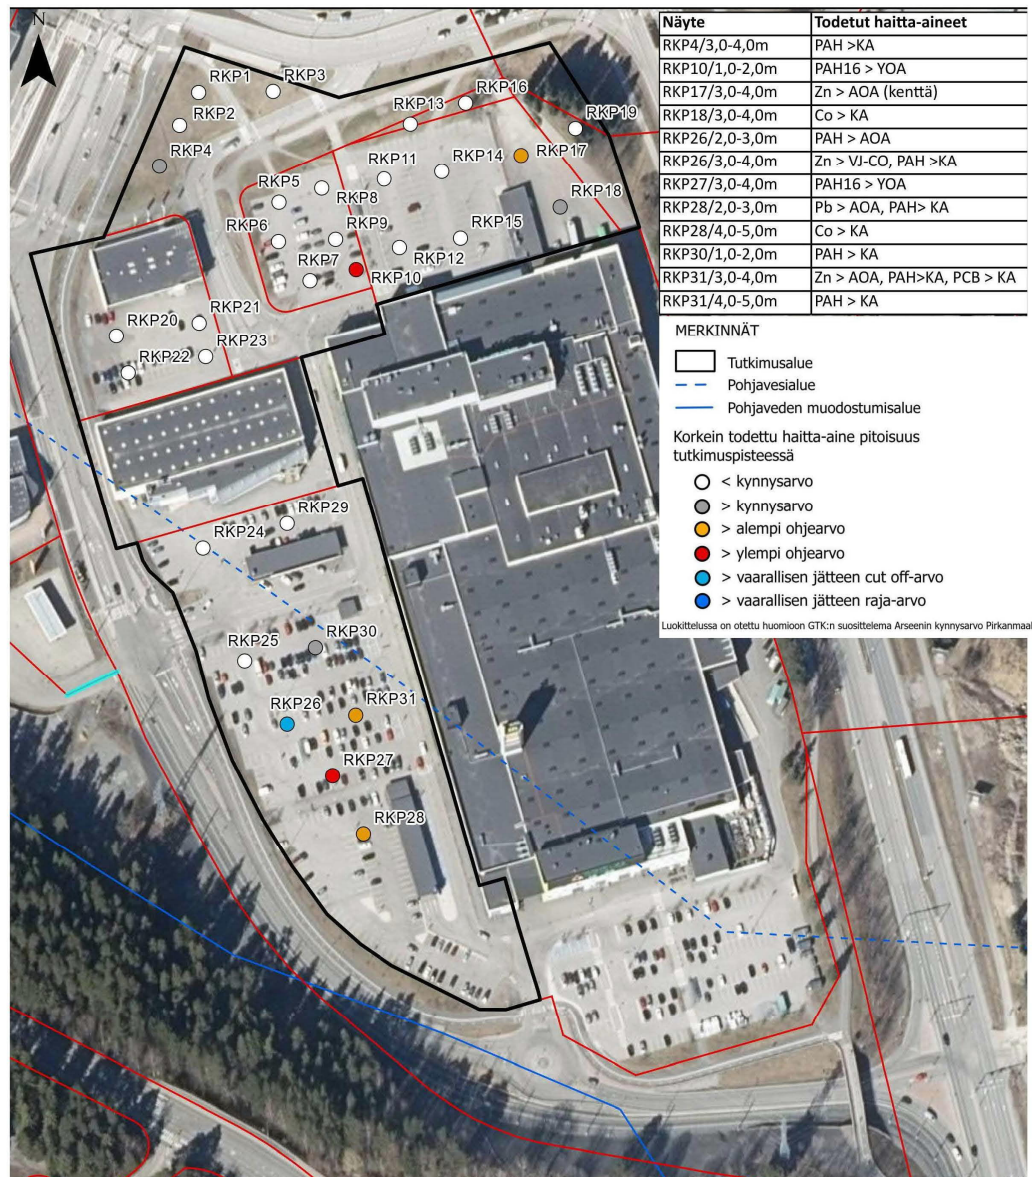 N
Näyte Todetut haitta-aineet
RKP4/3,0-4,0m PAH >KA
RKP10/1,0-2,0m PAH16 > YOA
RKP17/3,0-4,0m Zn > AOA (kenttä)
RKP18/3,0-4,0m Co > KA
RKP26/2,0-3,0m PAH > AOA
RKP26/3,0-4,0m Zn > VJ-CO, PAH >KA
RKP27/3,0-4,0m PAH16 > YOA
RKP28/2,0-3,0m Pb > AOA, PAH> KA
RKP28/4,0-5,0m Co > KA
RKP30/1,0-2,0m PAH > KA
RKP31/3,0-4,0m Zn > AOA, PAH>KA, PCB > KA
RKP31/4,0-5,0m PAH > KA
MERKINNÄT
Tutkimusalue
Pohjavesialue
Pohjaveden muodostumisalue
Korkein todettu haitta-aine pitoisuus
tutkimuspisteessä
< kynnysarvo
> kynnysarvo
> alempi ohjearvo
> ylempi ohjearvo
> vaarallisen jätteen cut off-arvo
> vaarallisen jätteen raja-arvo
Luokittelussa on otettu huomioon GTK:n suosittelema Arseenin kynnysarvo Pirkanmaal
RKP1
RKP3
RKP2
RKP4
RKP16
RKP13
RKP19
RKP11
RKP14
RKP17
RKP5
RKP8
RKP18
RKP6
RKP9
RKP15
RKP12
RKP7
RKP10
RKP21
RKP20
RKP23
RKP22
RKP29
RKP24
RKP30
RKP25
RKP31
RKP26
RKP27
RKP28